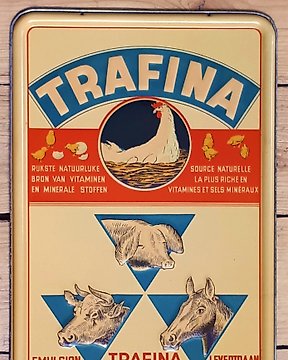 TRAFINA
RIJKSTE NATUURLIJKE
BRON VAN VITAMINEN
EN MINERALE STOFFEN
SOURCE NATURELLE
LA PLUS RICHE EN
VITAMINES ET SELS MINÉRAUX
EMULSION TRAFINA LEVERTRAAN